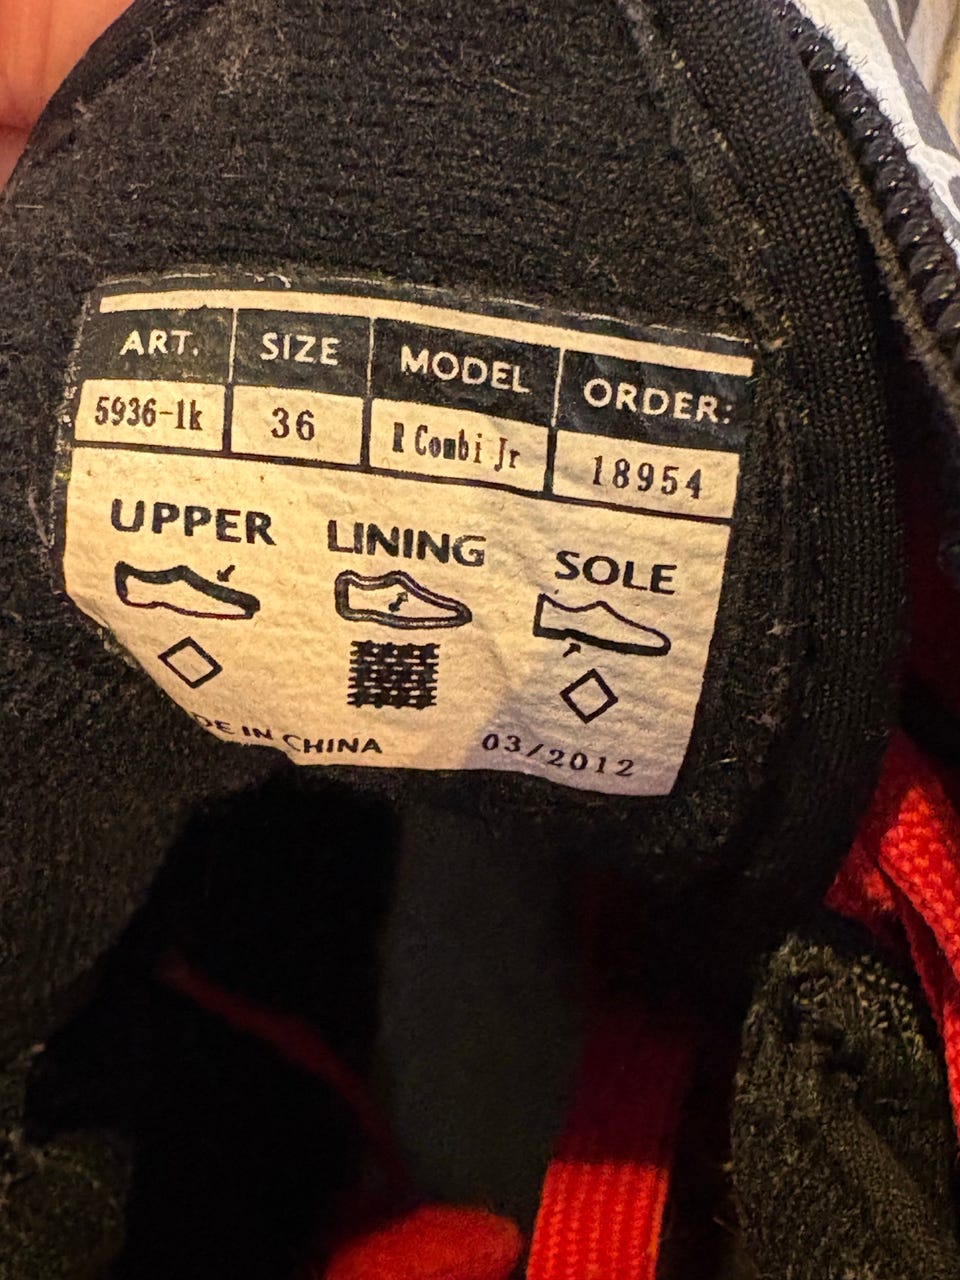 ART. SIZE MODEL ORDER:
5936-1k 36 R Combi Jr 18954
UPPER LINING SOLE
DE IN CHINA 03/2012